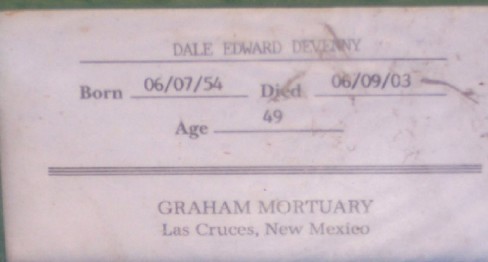 DALE EDWARD DEVENNY
Born 06/07/54 Died 06/09/03
Age 49
GRAHAM MORTUARY
Las Cruces, New Mexico